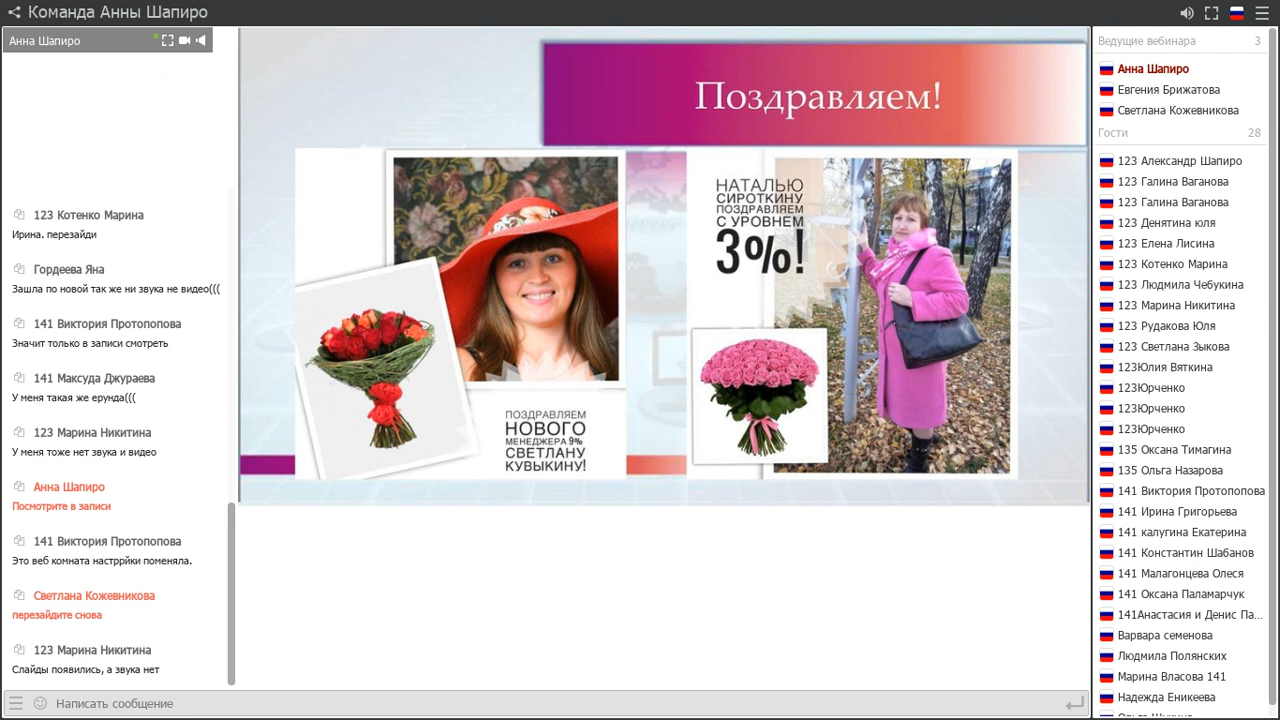 Команда Анны Шапиро
Анна Шапиро
123 Котенко Марина
Ирина. перезайди
Гордеева Яна
Зашла по новой так же ни звука не видео(((
141 Виктория Протопопова
Значит только в записи смотреть
141 Максуда Джураева
У меня такая же ерунда(((
123 Марина Никитина
У меня тоже нет звука и видео
Анна Шапиро
Посмотрите в записи
141 Виктория Протопопова
Это веб комната настррйки поменяла.
Светлана Кожевникова
перезайдите снова
123 Марина Никитина
Слайды появились, а звука нет
Написать сообщение
Поздравляем!
ПОЗДРАВЛЯЕМ
НОВОГО
МЕНЕДЖЕРА 9%
СВЕТЛАНУ
КУВЫКИНУ!
НАТАЛЬЮ
СИРОТКИНУ
ПОЗДРАВЛЯЕМ
С УРОВНЕМ
3%!
Ведущие вебинара 3
Анна Шапиро
Евгения Брижатова
Светлана Кожевникова
Гости 28
123 Александр Шапиро
123 Галина Ваганова
123 Галина Ваганова
123 Денятина юля
123 Елена Лисина
123 Котенко Марина
123 Людмила Чебукина
123 Марина Никитина
123 Рудакова Юля
123 Светлана Зыкова
123Юлия Вяткина
123Юрченко
123Юрченко
123Юрченко
135 Оксана Тимагина
135 Ольга Назарова
141 Виктория Протопопова
141 Ирина Григорьева
141 калугина Екатерина
141 Константин Шабанов
141 Малагонцева Олеся
141 Оксана Паламарчук
141Анастасия и Денис Па...
Варвара семенова
Людмила Полянских
Марина Власова 141
Надежда Еникеева